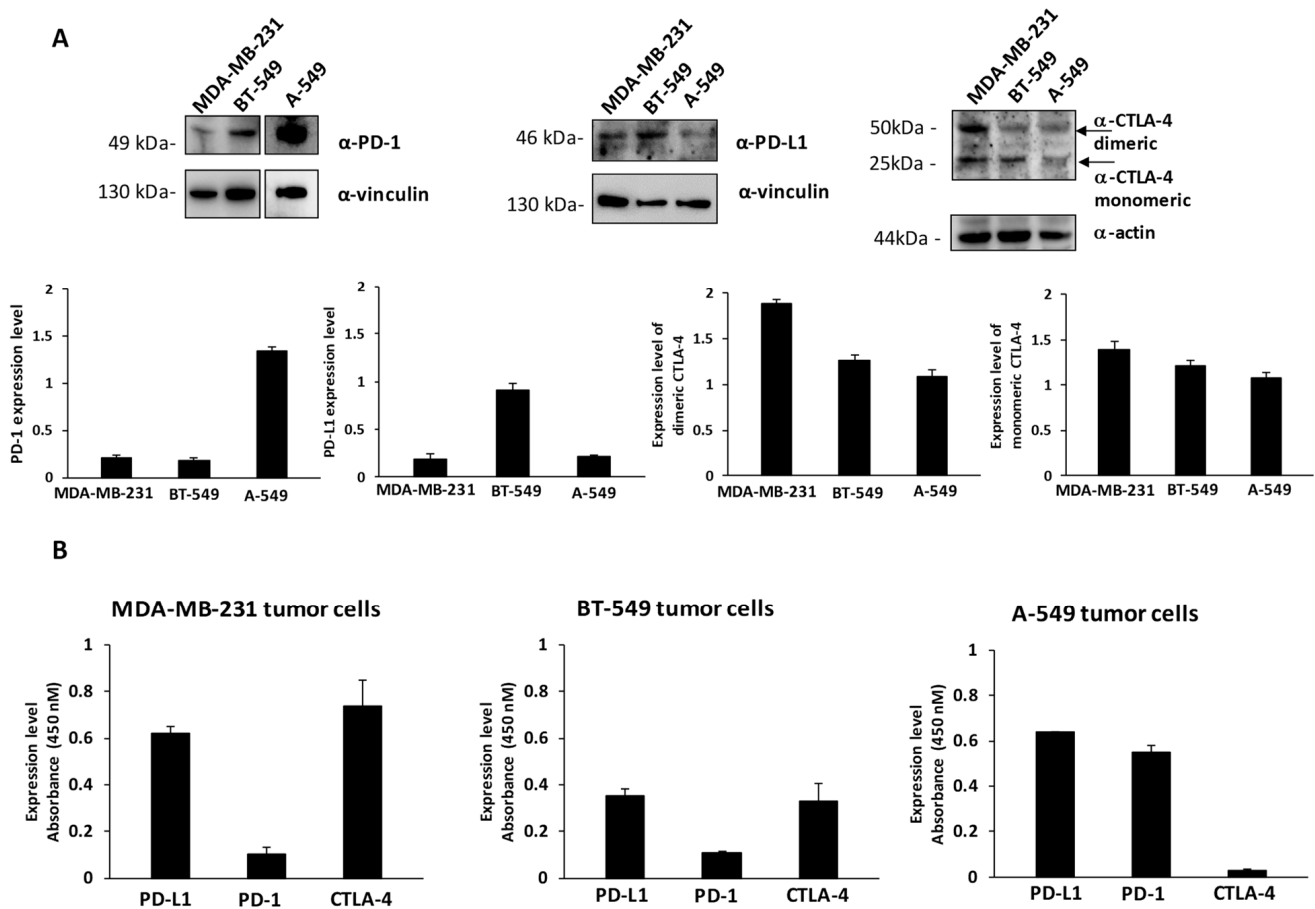 A
MDA-MB-231
BT-549
A-549
49 kDa-
α-PD-1
130 kDa-
α-vinculin
MDA-MB-231
BT-549
A-549
46 kDa-
α-PD-L1
130 kDa-
α-vinculin
MDA-MB-231
BT-549
A-549
50kDa -
α-CTLA-4
dimeric
25kDa -
α-CTLA-4
monomeric
44kDa -
α-actin
PD-1 expression level
2
1.5
1
0.5
0
MDA-MB-231 BT-549 A-549
PD-L1 expression level
2
1.5
1
0.5
0
MDA-MB-231 BT-549 A-549
Expression level of
dimeric CTLA-4
2
1.5
1
0.5
0
MDA-MB-231 BT-549 A-549
Expression level of
monomeric CTLA-4
2
1.5
1
0.5
0
MDA-MB-231 BT-549 A-549
B
MDA-MB-231 tumor cells
Expression level
Absorbance (450 nM)
1
0.8
0.6
0.4
0.2
0
PD-L1 PD-1 CTLA-4
BT-549 tumor cells
Expression level
Absorbance (450 nM)
1
0.8
0.6
0.4
0.2
0
PD-L1 PD-1 CTLA-4
A-549 tumor cells
Expression level
Absorbance (450 nM)
1
0.8
0.6
0.4
0.2
0
PD-L1 PD-1 CTLA-4